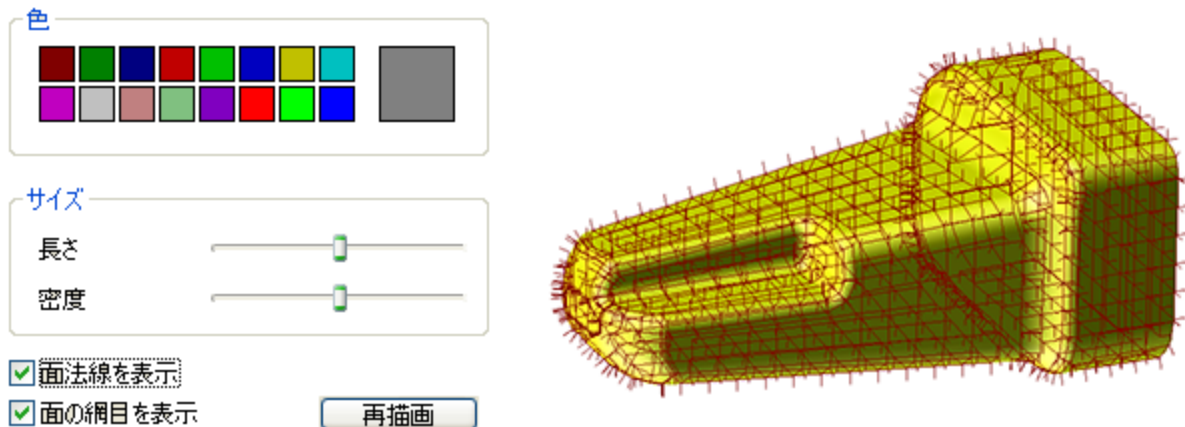 色
サイズ
長さ
密度
面法線を表示
面の網目を表示
再描画